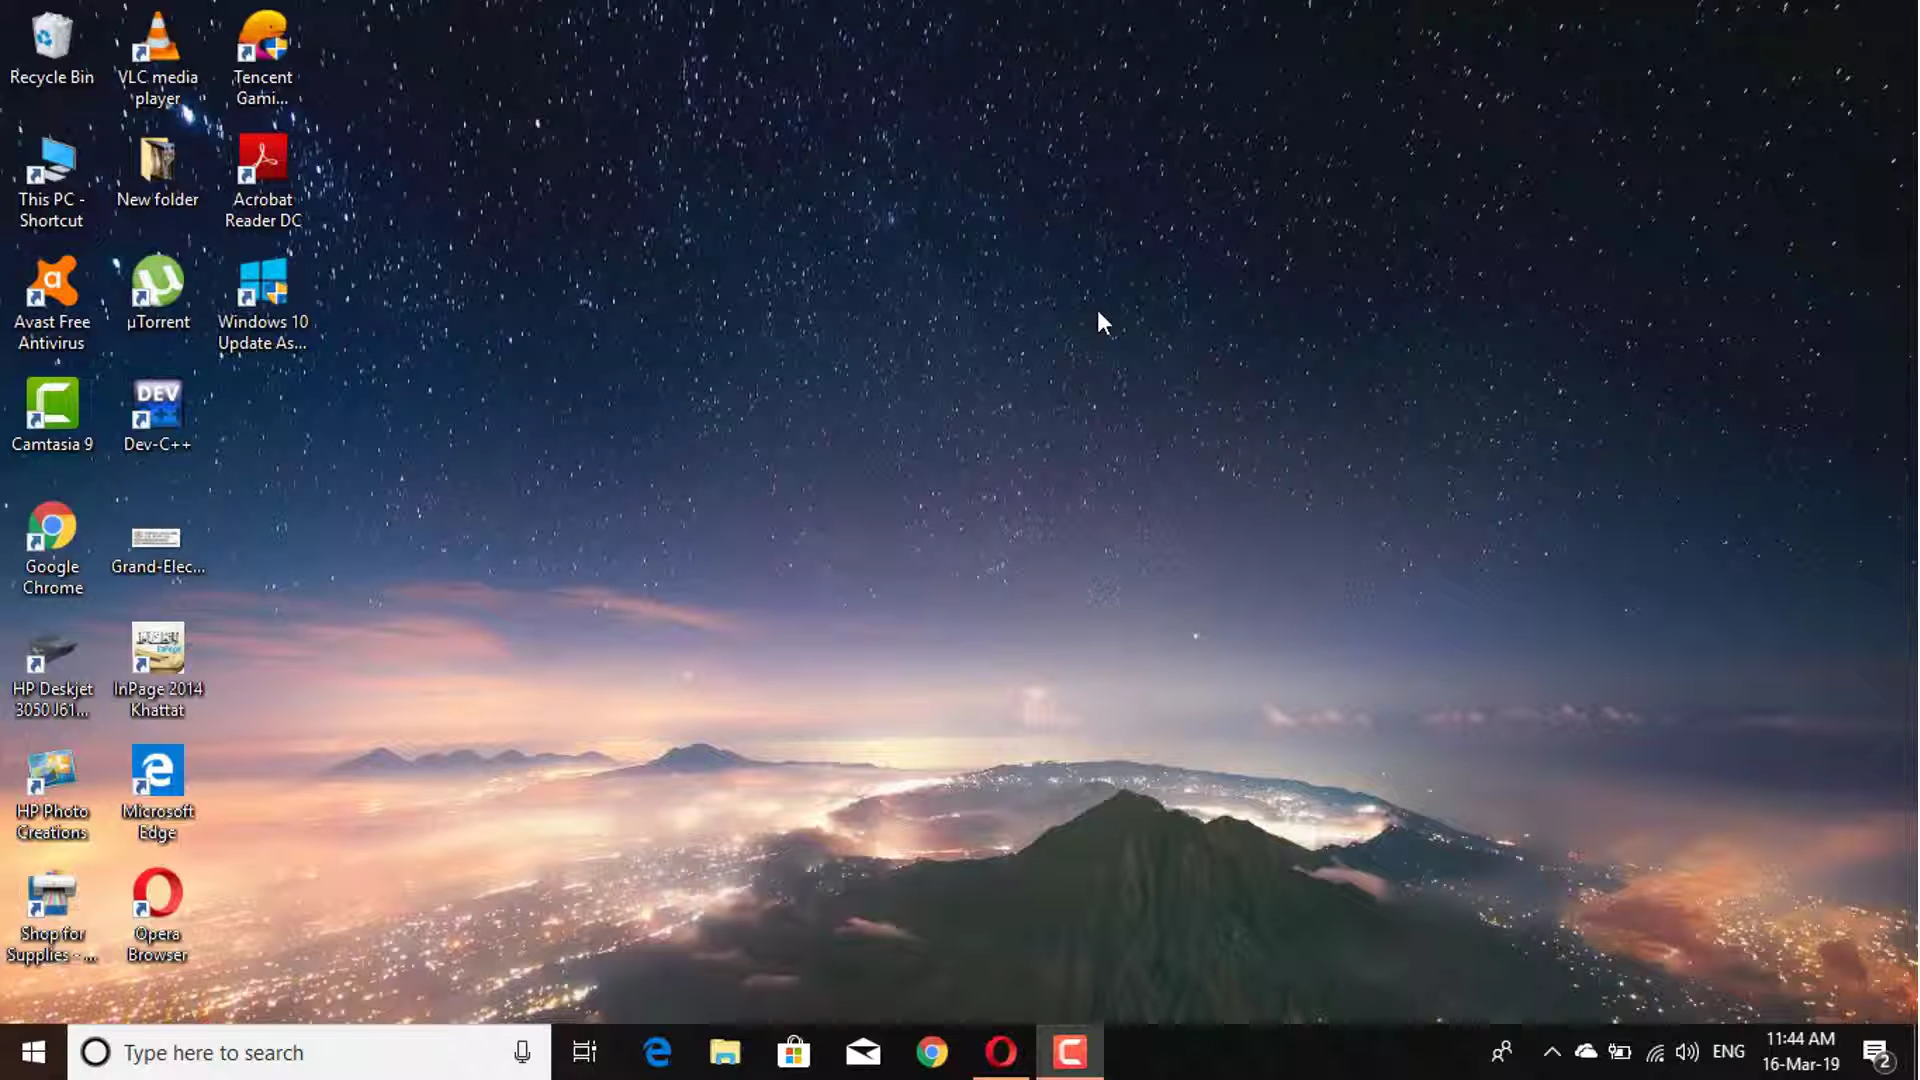 Recycle Bin
VLC media
player
Tencent
Gami...
This PC -
Shortcut
New folder
Acrobat
Reader DC
Avast Free
Antivirus
µTorrent
Windows 10
Update As...
Camtasia 9
DEV
Dev-C++
Google
Chrome
Grand-Elec...
HP Deskjet
3050 J61...
InPage 2014
Khattat
HP Photo
Creations
Microsoft
Edge
Shop for
Supplies - ...
Opera
Browser
Type here to search
ENG
11:44 AM
16-Mar-19
2